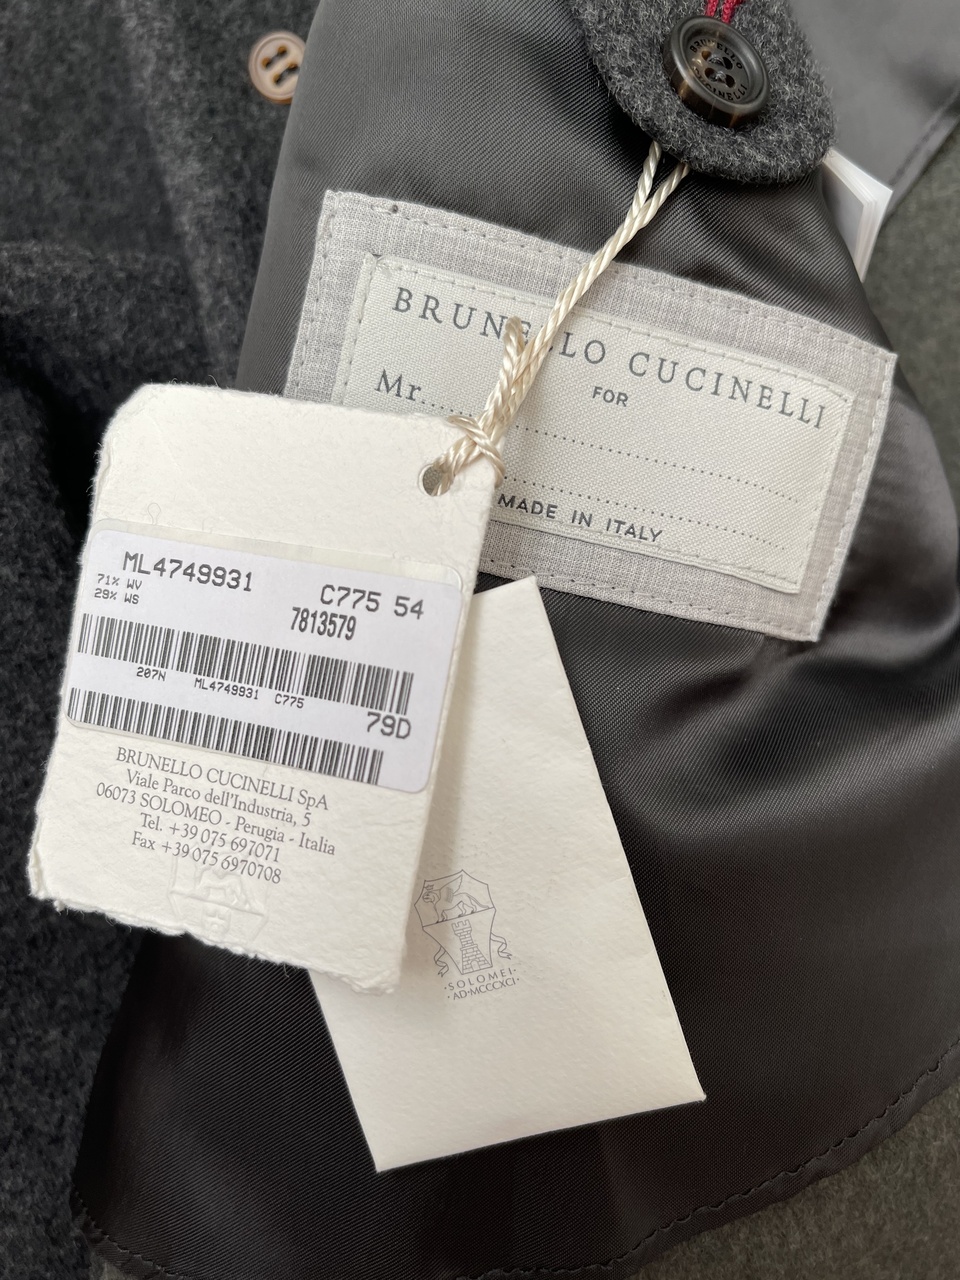 BRUNELLO CUCINELLI
BRUNELLO CUCINELLI
FOR
Mr.
MADE IN ITALY
ML4749931
C775 54
71% WV
29% WS
7813579
207N ML4749931 C775
79D
BRUNELLO CUCINELLI SpA
Viale Parco dell'Industria, 5
06073 SOLOMEO - Perugia - Italia
Tel. +39 075 697071
Fax +39 075 6970708
·SOLOMEI·
·AD·MCCCXCI·